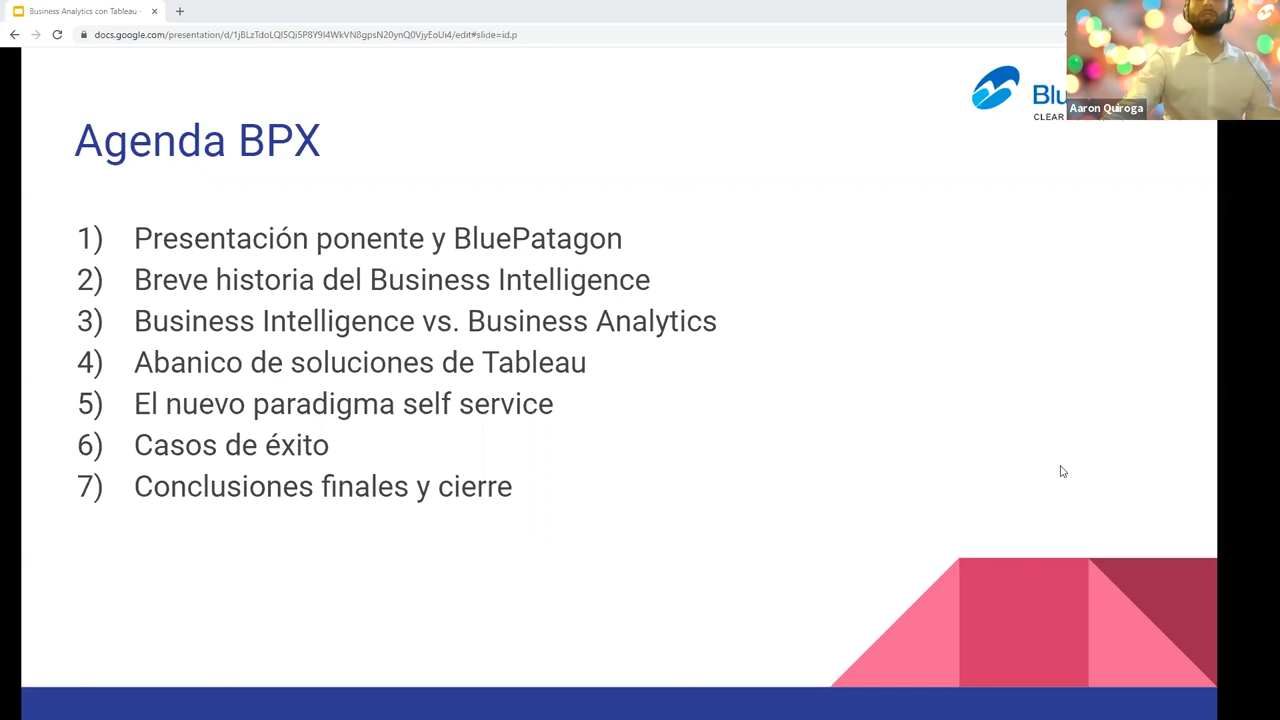 Business Analytics con Tableau -
docs.google.com/presentation/d/1jBLzTdoLQJ5Qi5P8Y9I4WkVN8gpsN20ynQ0VjyEoUi4/edit#slide=id.p
Blu
CLEAR
Aaron Quiroga
Agenda BPX
1) Presentación ponente y BluePatagon
2) Breve historia del Business Intelligence
3) Business Intelligence vs. Business Analytics
4) Abanico de soluciones de Tableau
5) El nuevo paradigma self service
6) Casos de éxito
7) Conclusiones finales y cierre